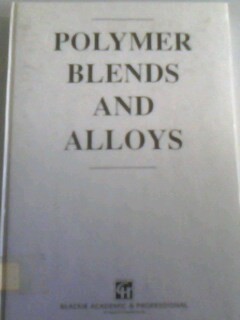 POLYMER
BLENDS
AND
ALLOYS
BLACKIE ACADEMIC & PROFESSIONAL